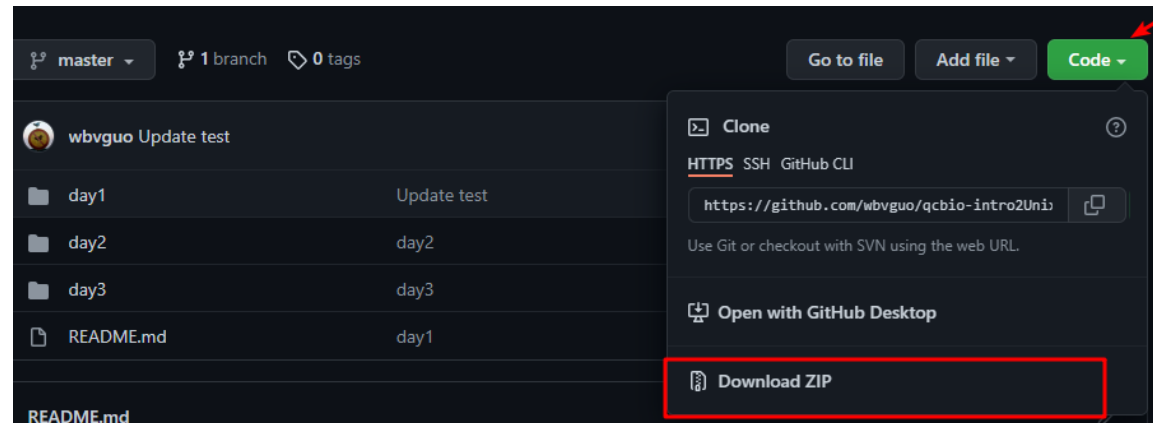 master 1 branch 0 tags Go to file Add file Code
wbvguo Update test
day1 Update test
day2 day2
day3 day3
README.md day1
README.md
Clone
HTTPS SSH GitHub CLI
https://github.com/wbvguo/qcbio-intro2Uni
Use Git or checkout with SVN using the web URL.
Open with GitHub Desktop
Download ZIP